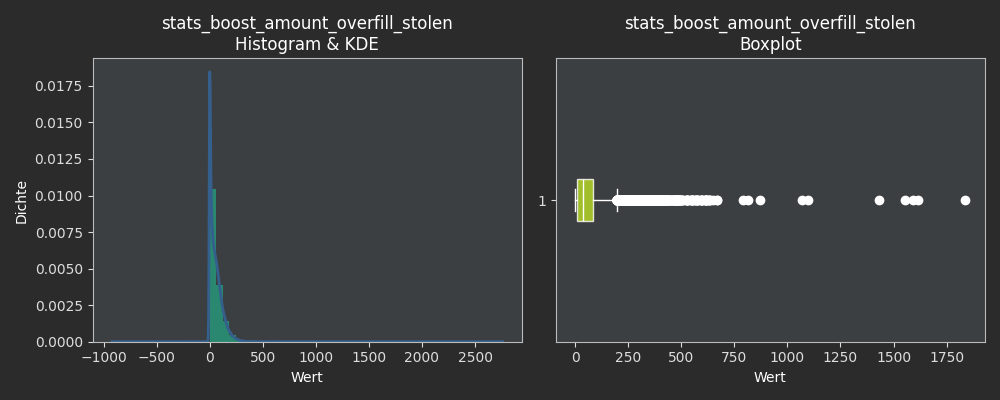 stats_boost_amount_overfill_stolen
Histogram & KDE
Dichte
0.0175
0.0150
0.0125
0.0100
0.0075
0.0050
0.0025
0.0000
−1000 −500 0 500 1000 1500 2000 2500
Wert
stats_boost_amount_overfill_stolen
Boxplot
1
0 250 500 750 1000 1250 1500 1750
Wert